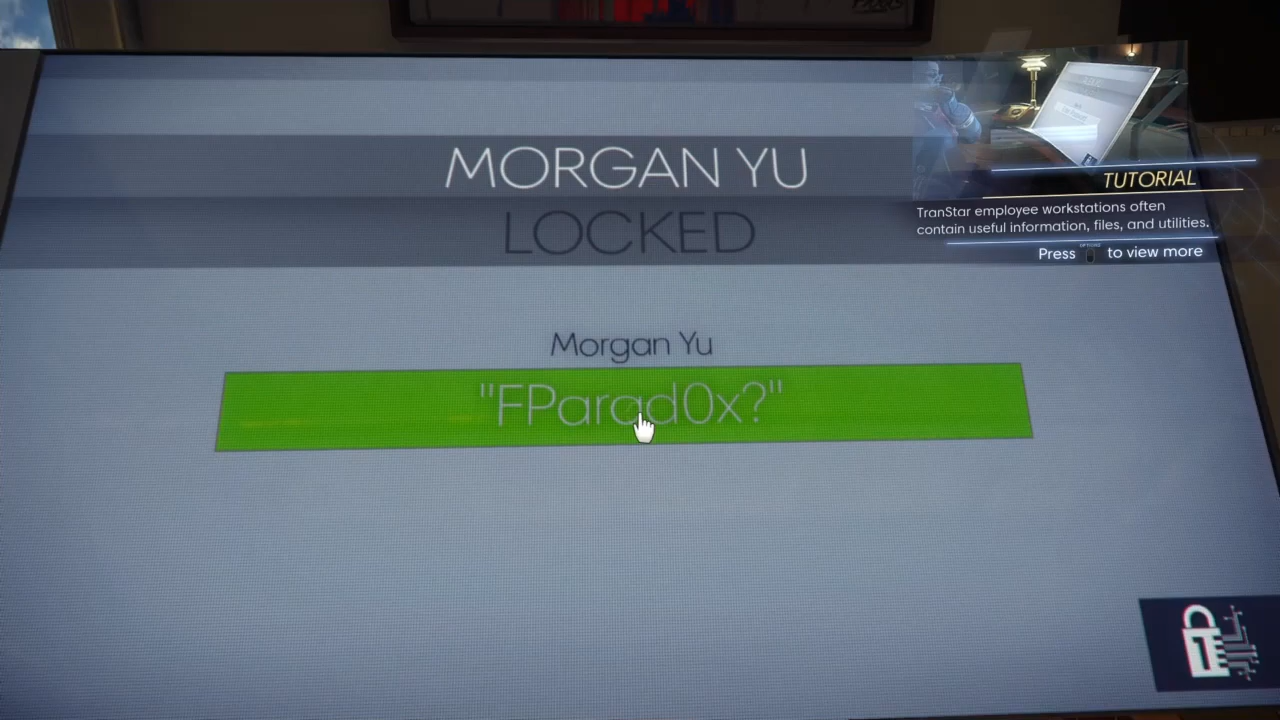 MORGAN YU
LOCKED
Morgan Yu
"FParad0x?"
TUTORIAL
TranStar employee workstations often
contain useful information, files, and utilities.
OPTIONS
Press to view more